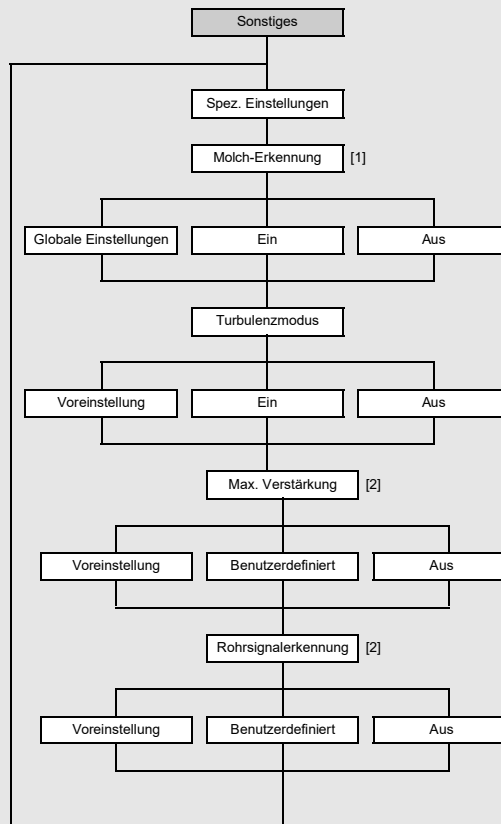 Sonstiges
Spez. Einstellungen
Molch-Erkennung [1]
Globale Einstellungen Ein Aus
Turbulenzmodus
Voreinstellung Ein Aus
Max. Verstärkung [2]
Voreinstellung Benutzerdefiniert Aus
Rohrsignalerkennung [2]
Voreinstellung Benutzerdefiniert Aus